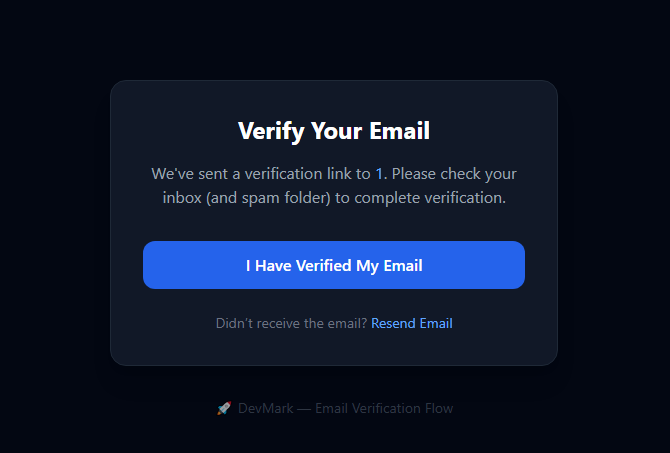 Verify Your Email
We've sent a verification link to 1. Please check your
inbox (and spam folder) to complete verification.
I Have Verified My Email
Didn't receive the email? Resend Email
🚀 DevMark — Email Verification Flow